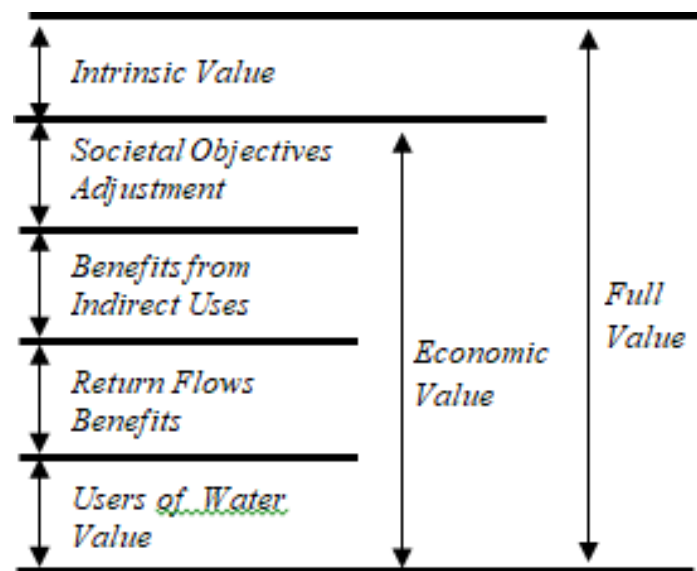 Intrinsic Value
Societal Objectives
Adjustment
Benefits from
Indirect Uses
Return Flows
Benefits
Users of Water
Value
Economic
Value
Full
Value